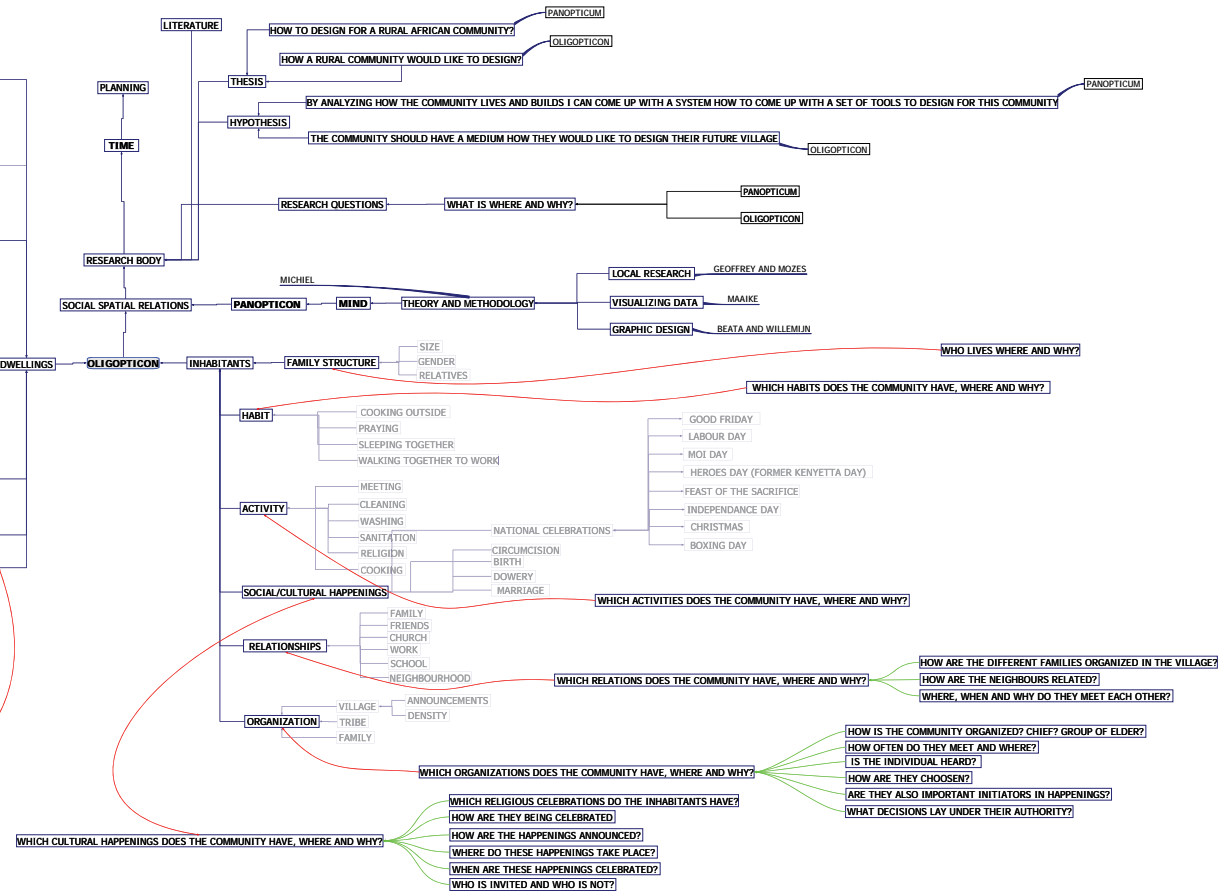 PANOPTICUM
LITERATURE
HOW TO DESIGN FOR A RURAL AFRICAN COMMUNITY?
OLIGOPTICON
HOW A RURAL COMMUNITY WOULD LIKE TO DESIGN?
THESIS
PLANNING
PANOPTICUM
BY ANALYZING HOW THE COMMUNITY LIVES AND BUILDS I CAN COME UP WITH A SYSTEM HOW TO COME UP WITH A SET OF TOOLS TO DESIGN FOR THIS COMMUNITY
HYPOTHESIS
THE COMMUNITY SHOULD HAVE A MEDIUM HOW THEY WOULD LIKE TO DESIGN THEIR FUTURE VILLAGE
TIME
OLIGOPTICON
PANOPTICUM
RESEARCH QUESTIONS
WHAT IS WHERE AND WHY?
OLIGOPTICON
RESEARCH BODY
LOCAL RESEARCH
GEOFFREY AND MOZES
MICHIEL
SOCIAL SPATIAL RELATIONS
PANOPTICON
MIND
THEORY AND METHODOLOGY
VISUALIZING DATA
MAAIKE
GRAPHIC DESIGN
BEATA AND WILLEMIJN
SIZE
WHO LIVES WHERE AND WHY?
DWELLINGS
OLIGOPTICON
INHABITANTS
FAMILY STRUCTURE
GENDER
RELATIVES
WHICH HABITS DOES THE COMMUNITY HAVE, WHERE AND WHY?
HABIT
COOKING OUTSIDE
PRAYING
SLEEPING TOGETHER
WALKING TOGETHER TO WORK
GOOD FRIDAY
LABOUR DAY
MOI DAY
HEROES DAY (FORMER KENYETTA DAY)
FEAST OF THE SACRIFICE
INDEPENDANCE DAY
CHRISTMAS
BOXING DAY
MEETING
ACTIVITY
CLEANING
WASHING
SANITATION
RELIGION
COOKING
NATIONAL CELEBRATIONS
CIRCUMCISION
BIRTH
DOWERY
MARRIAGE
SOCIAL/CULTURAL HAPPENINGS
WHICH ACTIVITIES DOES THE COMMUNITY HAVE, WHERE AND WHY?
FAMILY
FRIENDS
CHURCH
RELATIONSHIPS
WORK
SCHOOL
NEIGHBOURHOOD
WHICH RELATIONS DOES THE COMMUNITY HAVE, WHERE AND WHY?
HOW ARE THE DIFFERENT FAMILIES ORGANIZED IN THE VILLAGE?
HOW ARE THE NEIGHBOURS RELATED?
WHERE, WHEN AND WHY DO THEY MEET EACH OTHER?
ANNOUNCEMENTS
VILLAGE
DENSITY
ORGANIZATION
TRIBE
FAMILY
WHICH ORGANIZATIONS DOES THE COMMUNITY HAVE, WHERE AND WHY?
HOW IS THE COMMUNITY ORGANIZED? CHIEF? GROUP OF ELDER?
HOW OFTEN DO THEY MEET AND WHERE?
IS THE INDIVIDUAL HEARD?
HOW ARE THEY CHOOSEN?
ARE THEY ALSO IMPORTANT INITIATORS IN HAPPENINGS?
WHAT DECISIONS LAY UNDER THEIR AUTHORITY?
WHICH CULTURAL HAPPENINGS DOES THE COMMUNITY HAVE, WHERE AND WHY?
WHICH RELIGIOUS CELEBRATIONS DO THE INHABITANTS HAVE?
HOW ARE THEY BEING CELEBRATED
HOW ARE THE HAPPENINGS ANNOUNCED?
WHERE DO THESE HAPPENINGS TAKE PLACE?
WHEN ARE THESE HAPPENINGS CELEBRATED?
WHO IS INVITED AND WHO IS NOT?